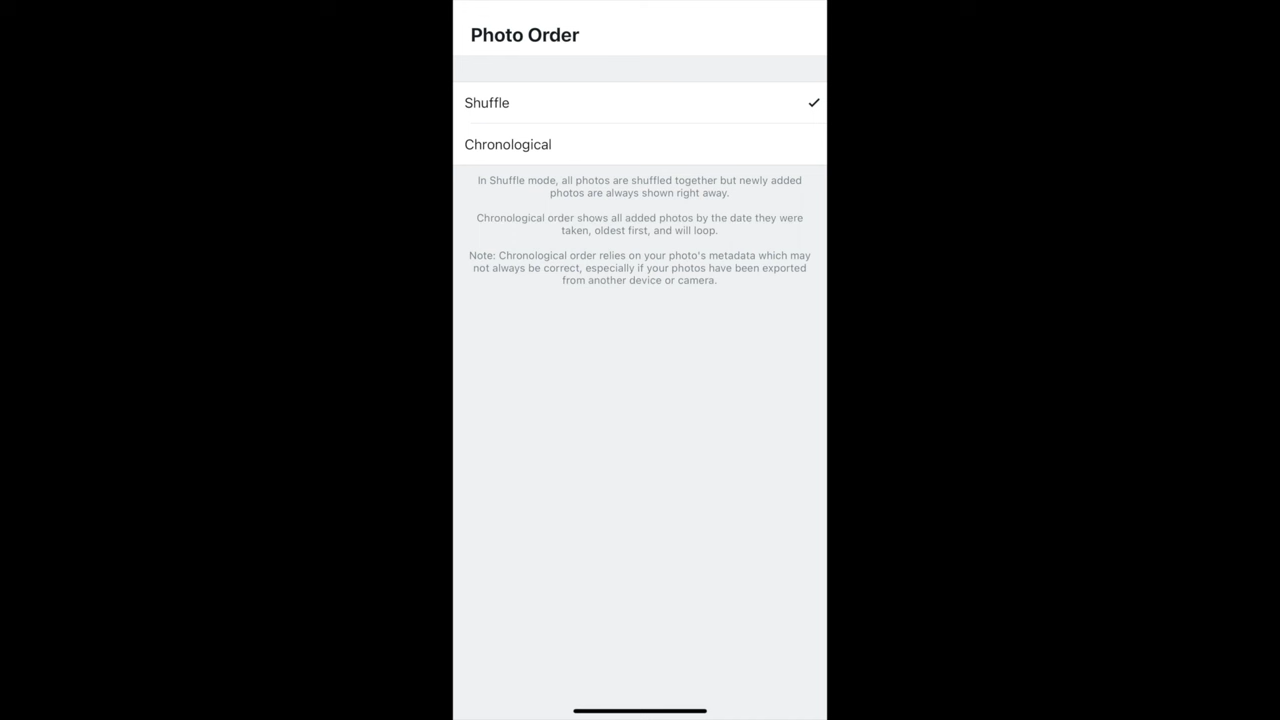 Photo Order
Shuffle
Chronological
In Shuffle mode, all photos are shuffled together but newly added
photos are always shown right away.
Chronological order shows all added photos by the date they were
taken, oldest first, and will loop.
Note: Chronological order relies on your photo's metadata which may
not always be correct, especially if your photos have been exported
from another device or camera.